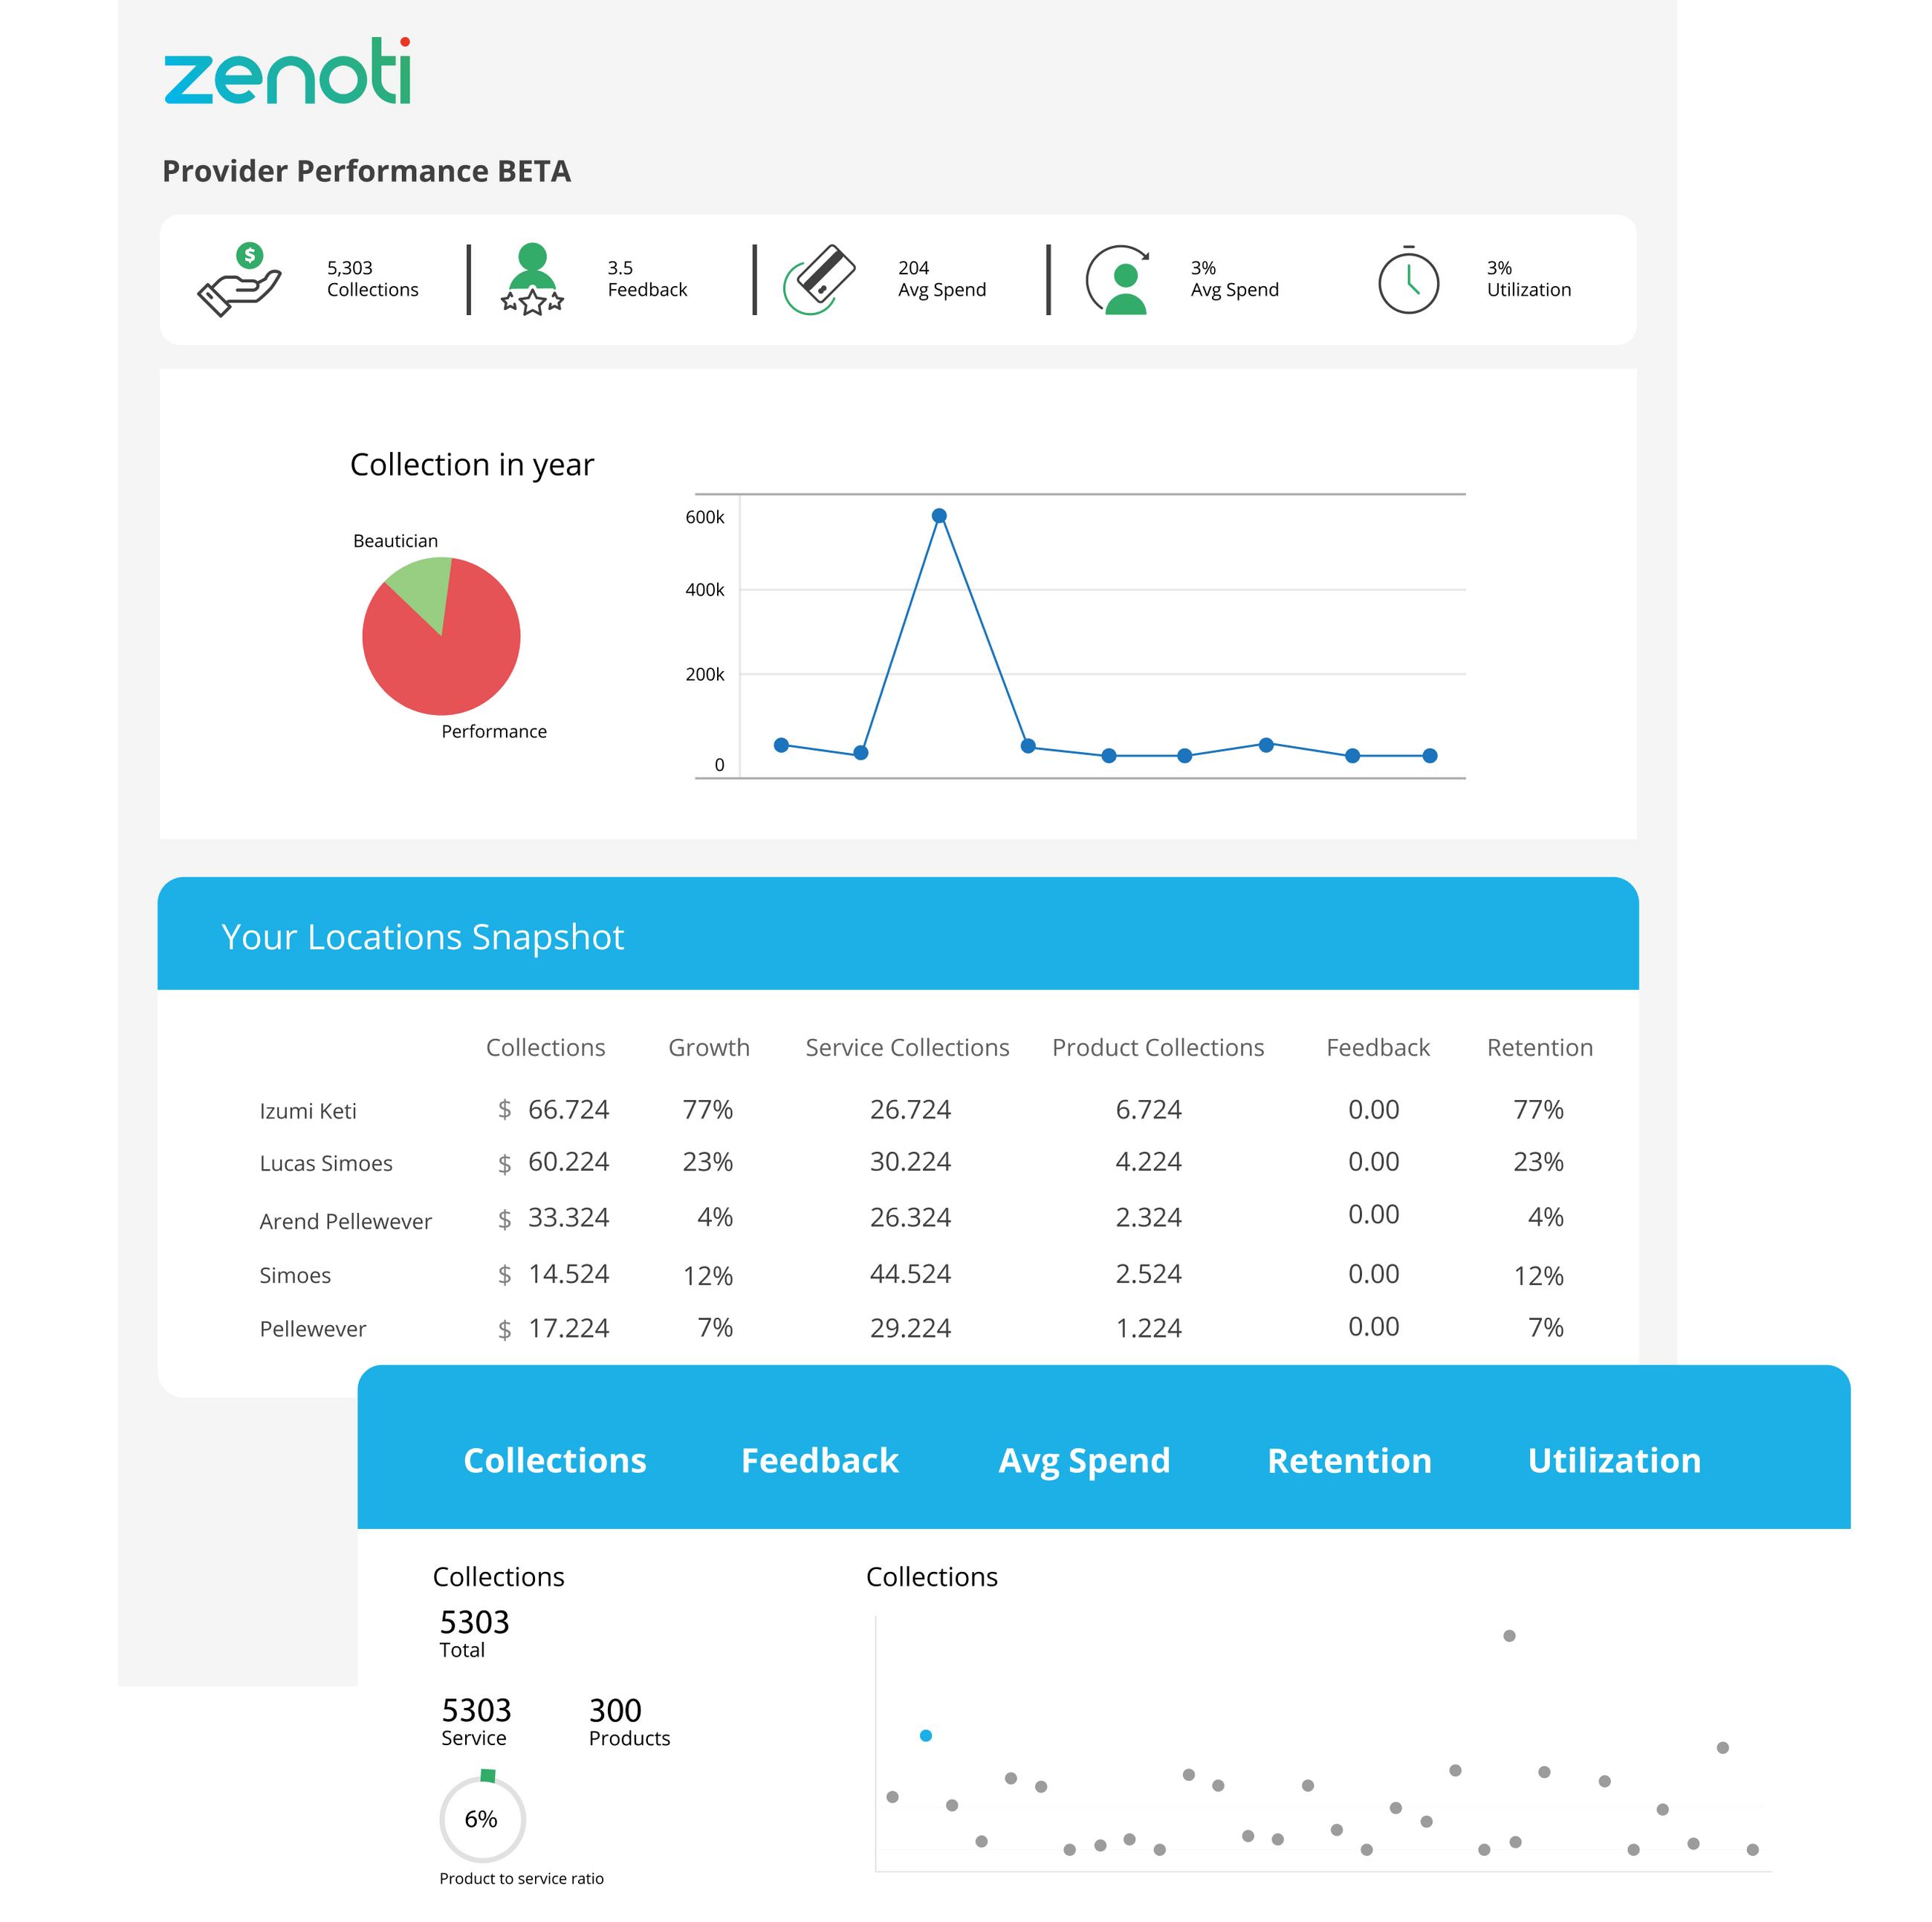 zenoti
Provider Performance BETA
5,303
Collections
3.5
Feedback
204
Avg Spend
3%
Avg Spend
3%
Utilization
Collection in year
Beautician
Performance
600k
400k
200k
0
Your Locations Snapshot
Collections Growth Service Collections Product Collections Feedback Retention
Izumi Keti $ 66.724 77% 26.724 6.724 0.00 77%
Lucas Simoes $ 60.224 23% 30.224 4.224 0.00 23%
Arend Pellewever $ 33.324 4% 26.324 2.324 0.00 4%
Simoes $ 14.524 12% 44.524 2.524 0.00 12%
Pellewever $ 17.224 7% 29.224 1.224 0.00 7%
Collections Feedback Avg Spend Retention Utilization
Collections
5303
Total
5303
Service
300
Products
6%
Product to service ratio
Collections